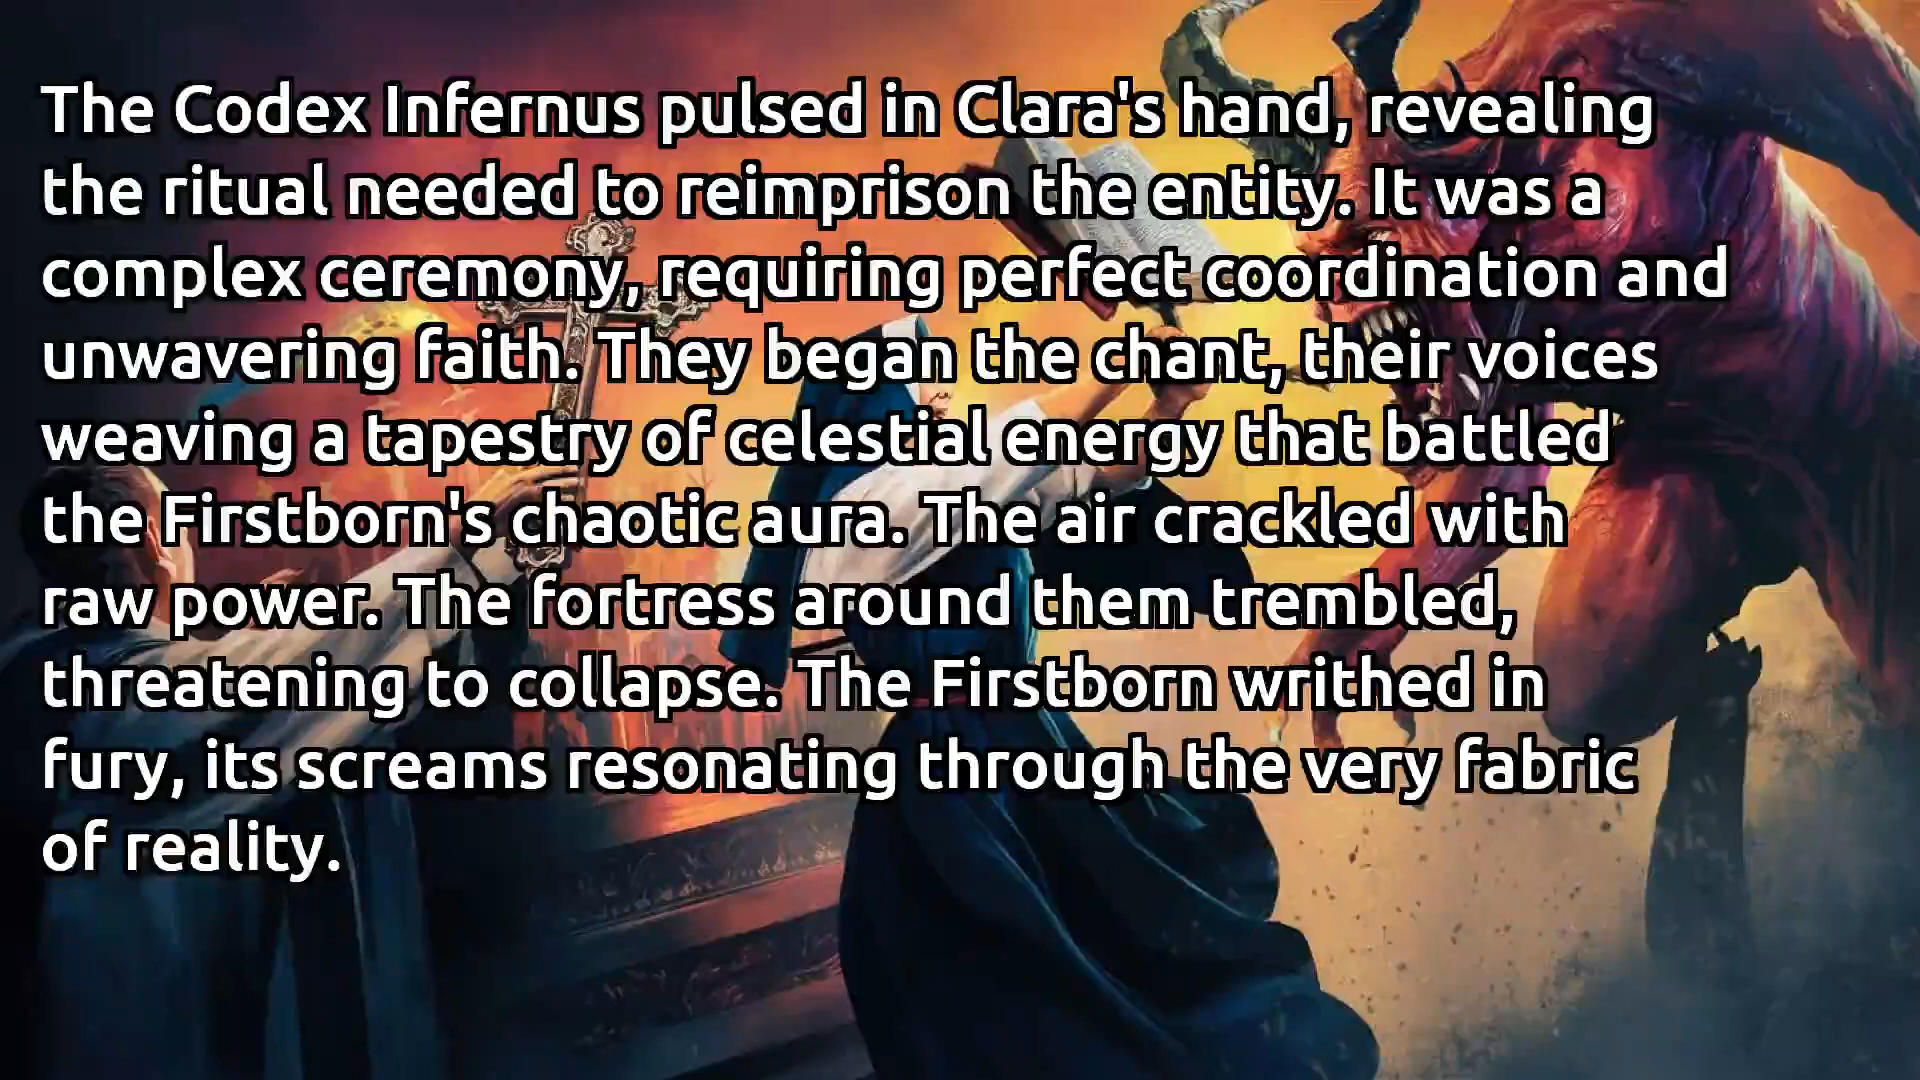 The Codex Infernus pulsed in Clara's hand, revealing
the ritual needed to reimprison the entity. It was a
complex ceremony, requiring perfect coordination and
unwavering faith. They began the chant, their voices
weaving a tapestry of celestial energy that battled
the Firstborn's chaotic aura. The air crackled with
raw power. The fortress around them trembled,
threatening to collapse. The Firstborn writhed in
fury, its screams resonating through the very fabric
of reality.